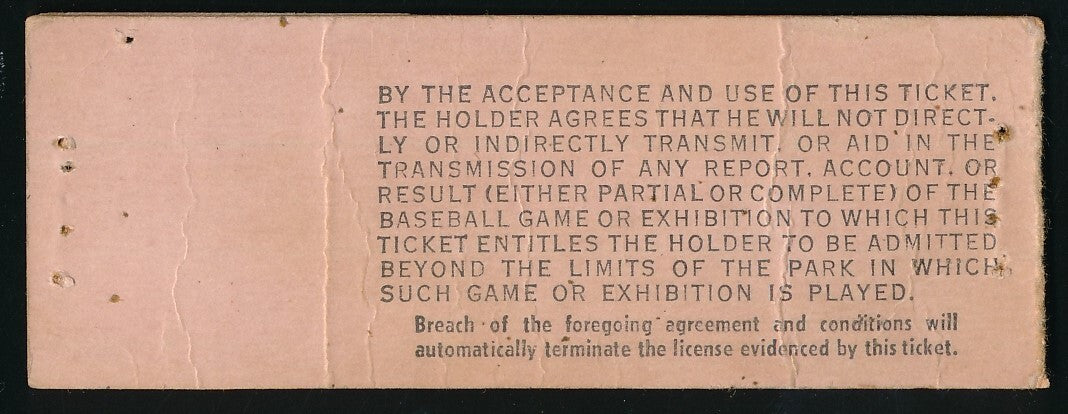 BY THE ACCEPTANCE AND USE OF THIS TICKET,
THE HOLDER AGREES THAT HE WILL NOT DIRECT-
LY OR INDIRECTLY TRANSMIT, OR AID IN THE
TRANSMISSION OF ANY REPORT, ACCOUNT, OR
RESULT (EITHER PARTIAL OR COMPLETE) OF THE
BASEBALL GAME OR EXHIBITION TO WHICH THIS
TICKET ENTITLES THE HOLDER TO BE ADMITTED
BEYOND THE LIMITS OF THE PARK IN WHICH
SUCH GAME OR EXHIBITION IS PLAYED.
Breach of the foregoing agreement and conditions will
automatically terminate the license evidenced by this ticket.